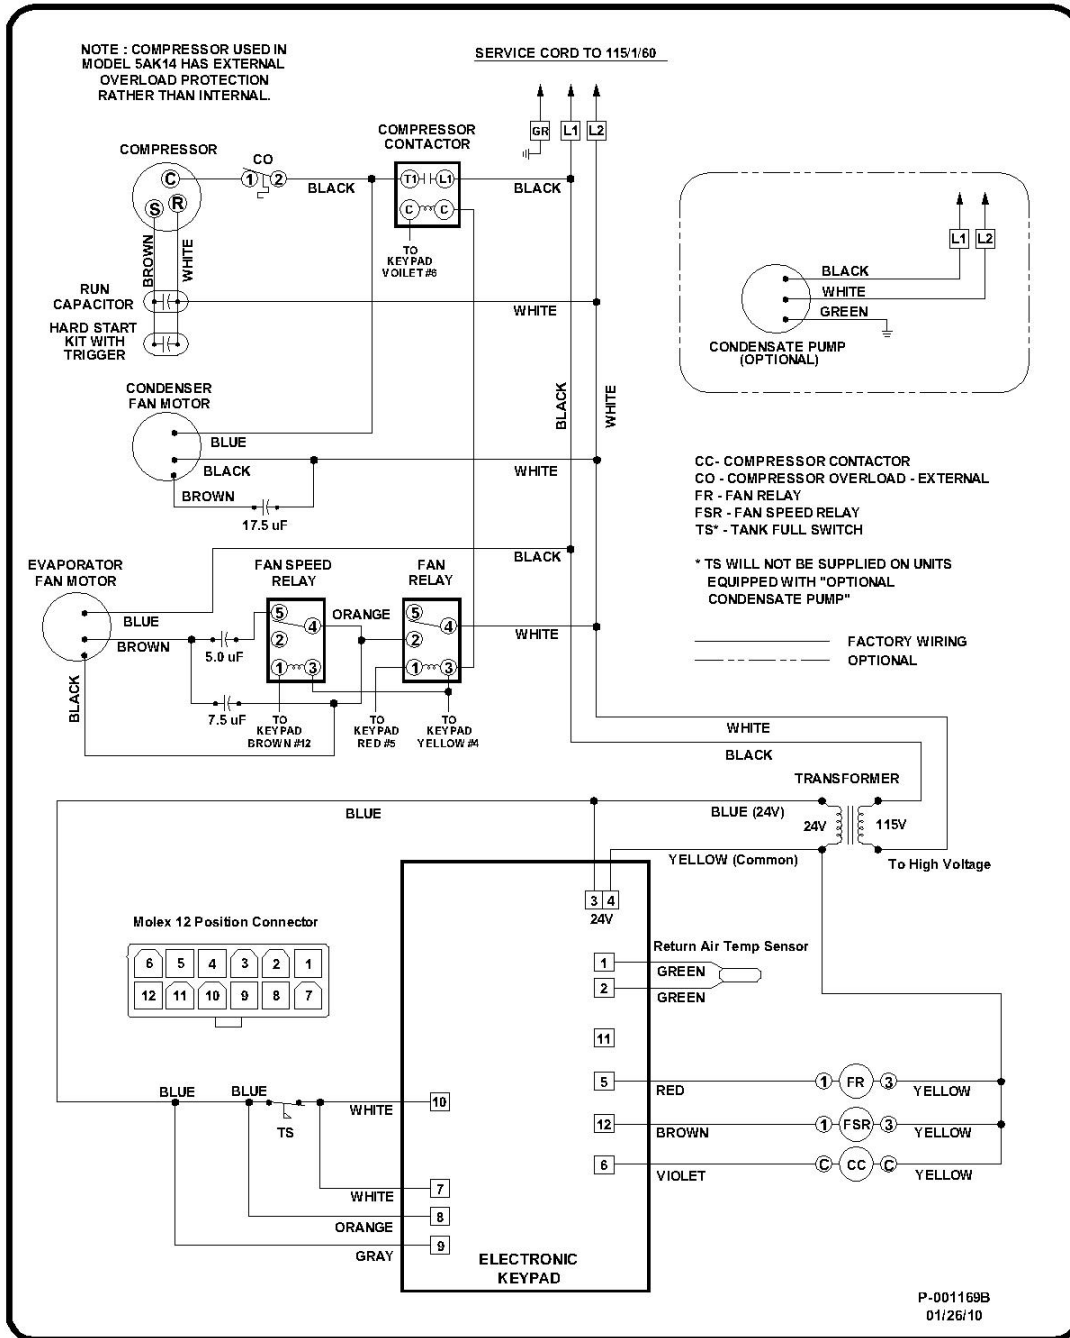 NOTE : COMPRESSOR USED IN
MODEL 5AK14 HAS EXTERNAL
OVERLOAD PROTECTION
RATHER THAN INTERNAL.
SERVICE CORD TO 115/1/60
GR
L1
L2
COMPRESSOR
CONTACTOR
COMPRESSOR
CO
C
S
R
1
2
BLACK
T1
L1
BLACK
C
C
TO
KEYPAD
VOILET #6
BROWN
WHITE
RUN
CAPACITOR
WHITE
HARD START
KIT WITH
TRIGGER
L1
L2
BLACK
WHITE
GREEN
CONDENSATE PUMP
(OPTIONAL)
CONDENSER
FAN MOTOR
BLUE
BLACK
BROWN
17.5 uF
WHITE
BLACK
WHITE
CC- COMPRESSOR CONTACTOR
CO - COMPRESSOR OVERLOAD - EXTERNAL
FR - FAN RELAY
FSR - FAN SPEED RELAY
TS* - TANK FULL SWITCH
* TS WILL NOT BE SUPPLIED ON UNITS
EQUIPPED WITH "OPTIONAL
CONDENSATE PUMP"
FACTORY WIRING
OPTIONAL
BLACK
EVAPORATOR
FAN MOTOR
FAN SPEED
RELAY
FAN
RELAY
BLUE
BROWN
BLACK
5.0 uF
7.5 uF
5
4
2
1
3
ORANGE
5
4
2
1
3
WHITE
TO
KEYPAD
BROWN #12
TO
KEYPAD
RED #5
TO
KEYPAD
YELLOW #4
WHITE
BLACK
TRANSFORMER
BLUE
BLUE (24V)
24V
115V
YELLOW (Common)
To High Voltage
3 4
24V
Molex 12 Position Connector
6 5 4 3 2 1
12 11 10 9 8 7
Return Air Temp Sensor
1
GREEN
2
GREEN
11
5
RED
1
FR
3
YELLOW
12
BROWN
1
FSR
3
YELLOW
6
VIOLET
C
CC
C
YELLOW
BLUE
BLUE
TS
WHITE
10
WHITE
7
ORANGE
8
GRAY
9
ELECTRONIC
KEYPAD
P-001169B
01/26/10